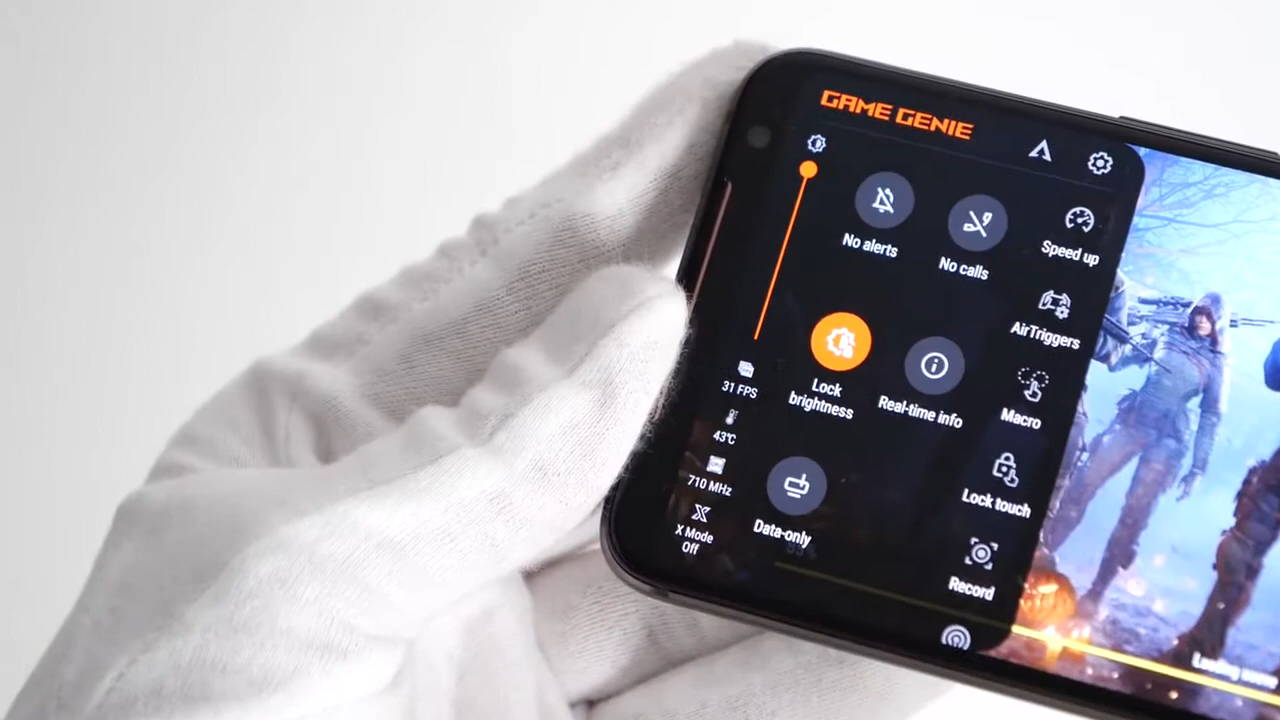 GAME GENIE
No alerts
No calls
Speed up
AirTriggers
Lock
brightness
Real-time info
Macro
31 FPS
43°C
710 MHz
X Mode
Off
Data-only
Lock touch
Record